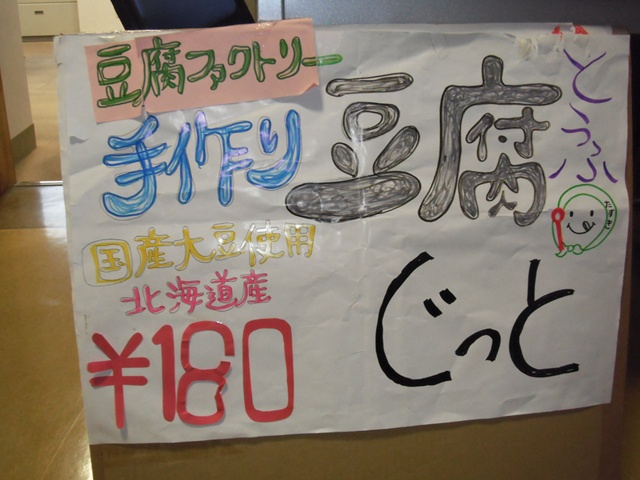 豆腐ファクトリー
手作り
豆腐
とうふ
国産大豆使用
北海道産
¥180
ぐっと